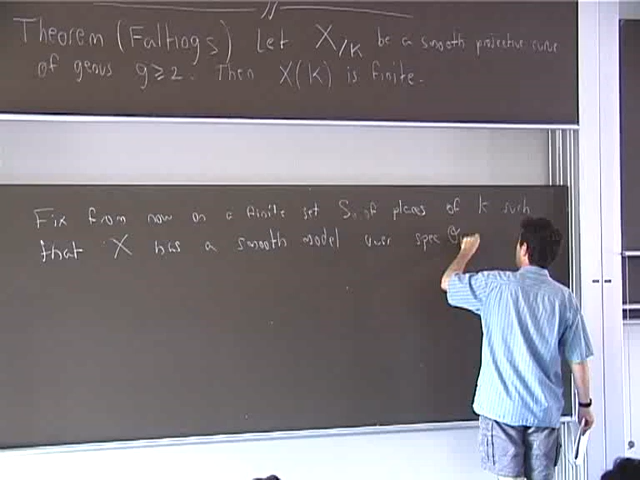 Theorem (Faltings) Let X/K be a smooth projective curve
of genus g ≥ 2. Then X(K) is finite.
Fix from now on a finite set S of places of K such
that X has a smooth model over spec O